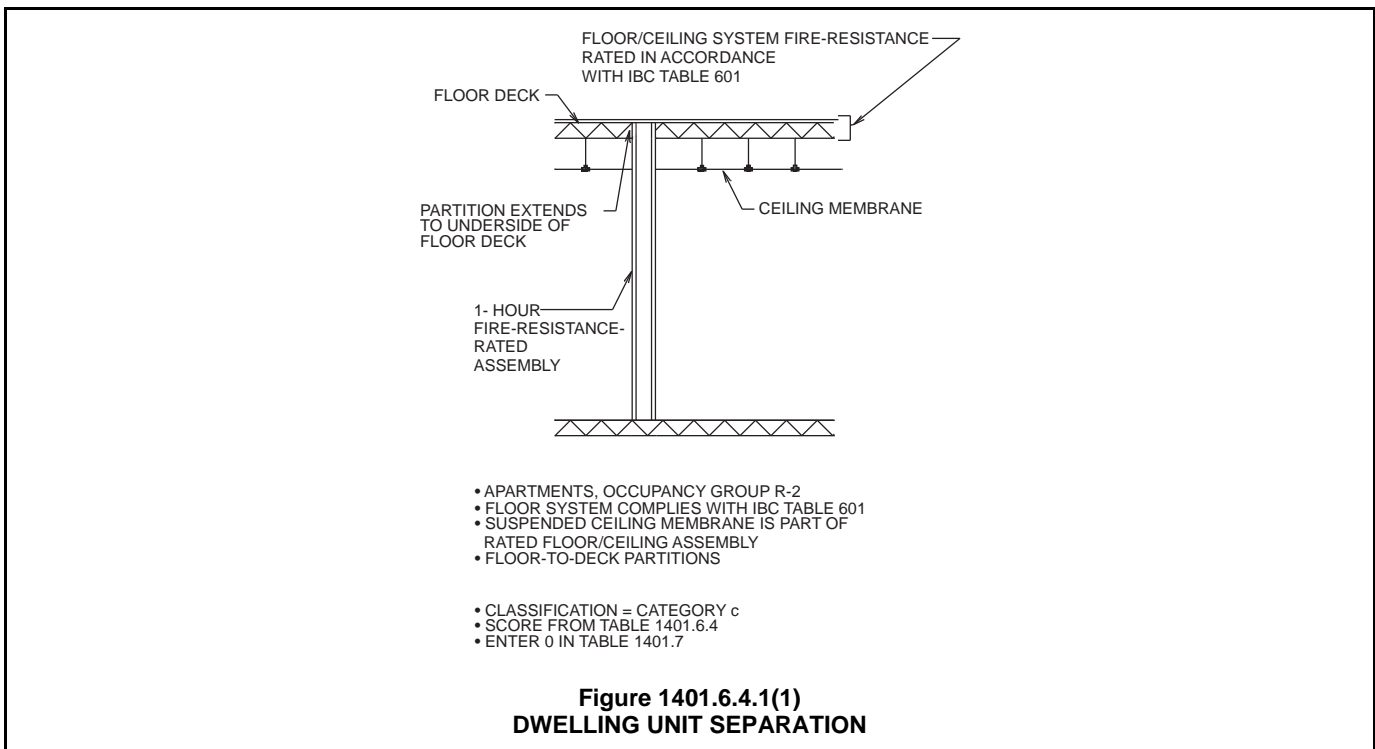 FLOOR/CEILING SYSTEM FIRE-RESISTANCE
RATED IN ACCORDANCE
WITH IBC TABLE 601
FLOOR DECK
PARTITION EXTENDS
TO UNDERSIDE OF
FLOOR DECK
CEILING MEMBRANE
1- HOUR
FIRE-RESISTANCE-
RATED
ASSEMBLY
• APARTMENTS, OCCUPANCY GROUP R-2
• FLOOR SYSTEM COMPLIES WITH IBC TABLE 601
• SUSPENDED CEILING MEMBRANE IS PART OF
RATED FLOOR/CEILING ASSEMBLY
• FLOOR-TO-DECK PARTITIONS
• CLASSIFICATION = CATEGORY c
• SCORE FROM TABLE 1401.6.4
• ENTER 0 IN TABLE 1401.7
Figure 1401.6.4.1(1)
DWELLING UNIT SEPARATION